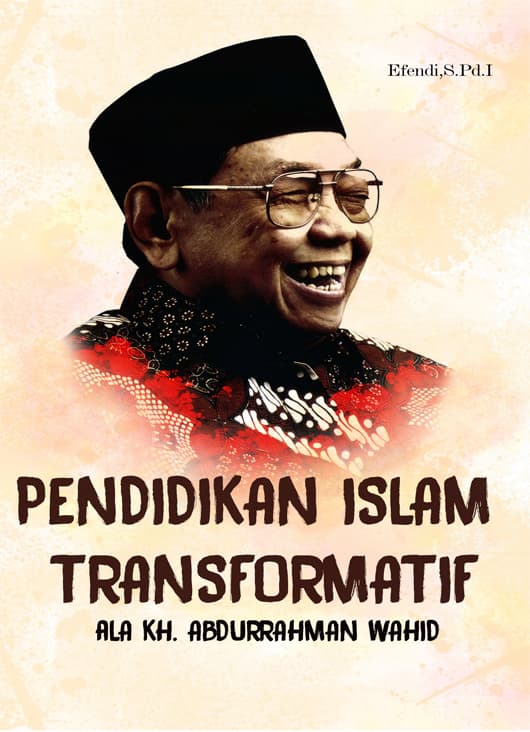 Efendi,S.Pd.I
PENDIDIKAN ISLAM
TRANSFORMATIF
ALA KH. ABDURRAHMAN WAHID